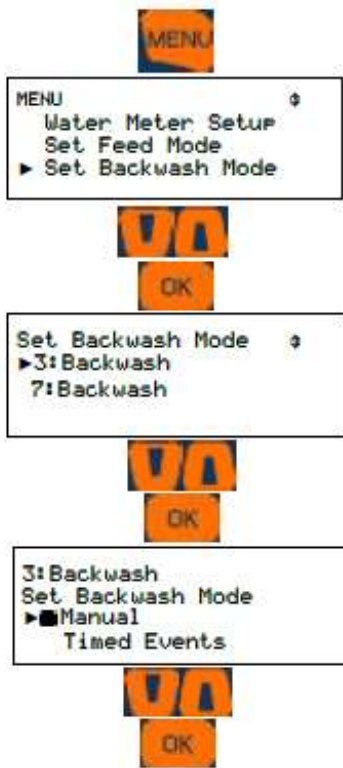 MENU
MENU
Water Meter Setup
Set Feed Mode
Set Backwash Mode
OK
Set Backwash Mode
3:Backwash
7:Backwash
OK
3:Backwash
Set Backwash Mode
Manual
Timed Events
OK